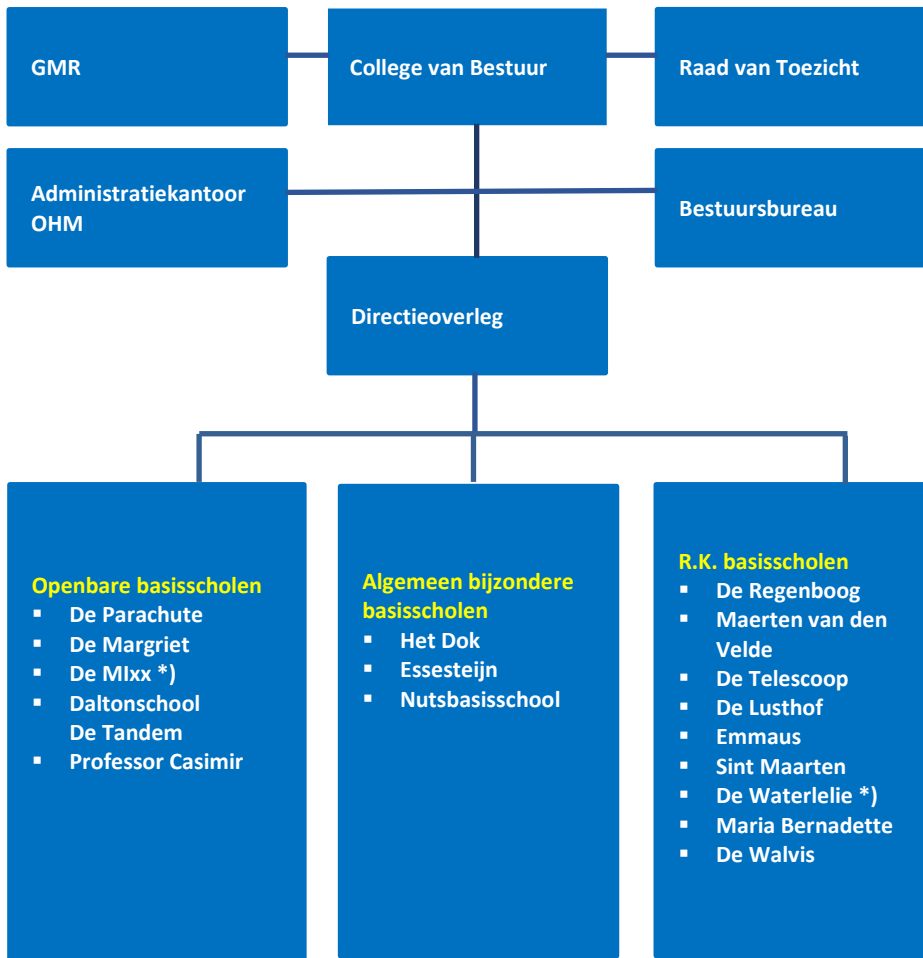 GMR
College van Bestuur
Raad van Toezicht
Administratiekantoor
OHM
Bestuursbureau
Directieoverleg
Openbare basisscholen
▪ De Parachute
▪ De Margriet
▪ De MIxx *)
▪ Daltonschool
De Tandem
▪ Professor Casimir
Algemeen bijzondere
basisscholen
▪ Het Dok
▪ Essesteijn
▪ Nutsbasisschool
R.K. basisscholen
▪ De Regenboog
▪ Maerten van den
Velde
▪ De Telescoop
▪ De Lusthof
▪ Emmaus
▪ Sint Maarten
▪ De Waterlelie *)
▪ Maria Bernadette
▪ De Walvis